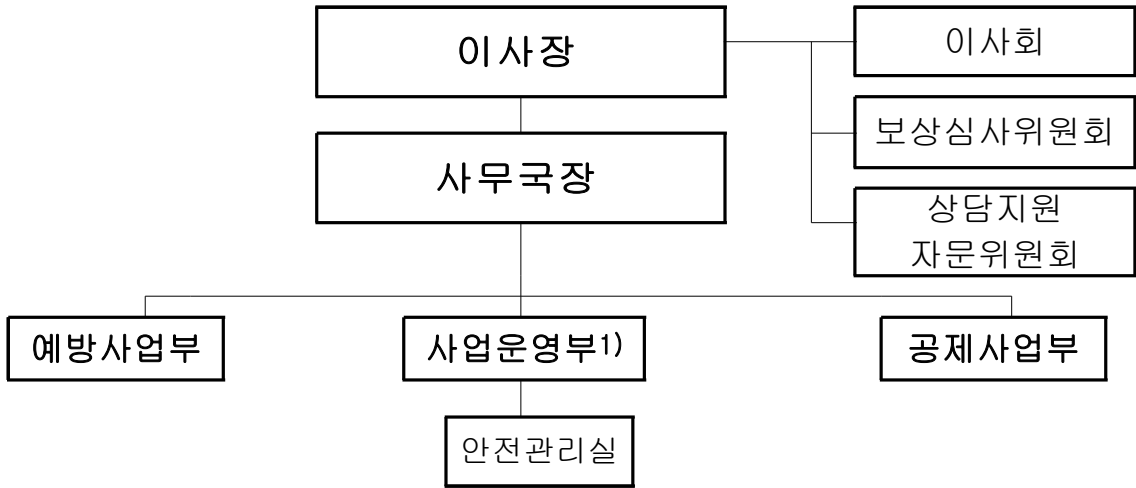 이사장
이사회
보상심사위원회
사무국장
상담지원
자문위원회
예방사업부
사업운영부1)
공제사업부
안전관리실